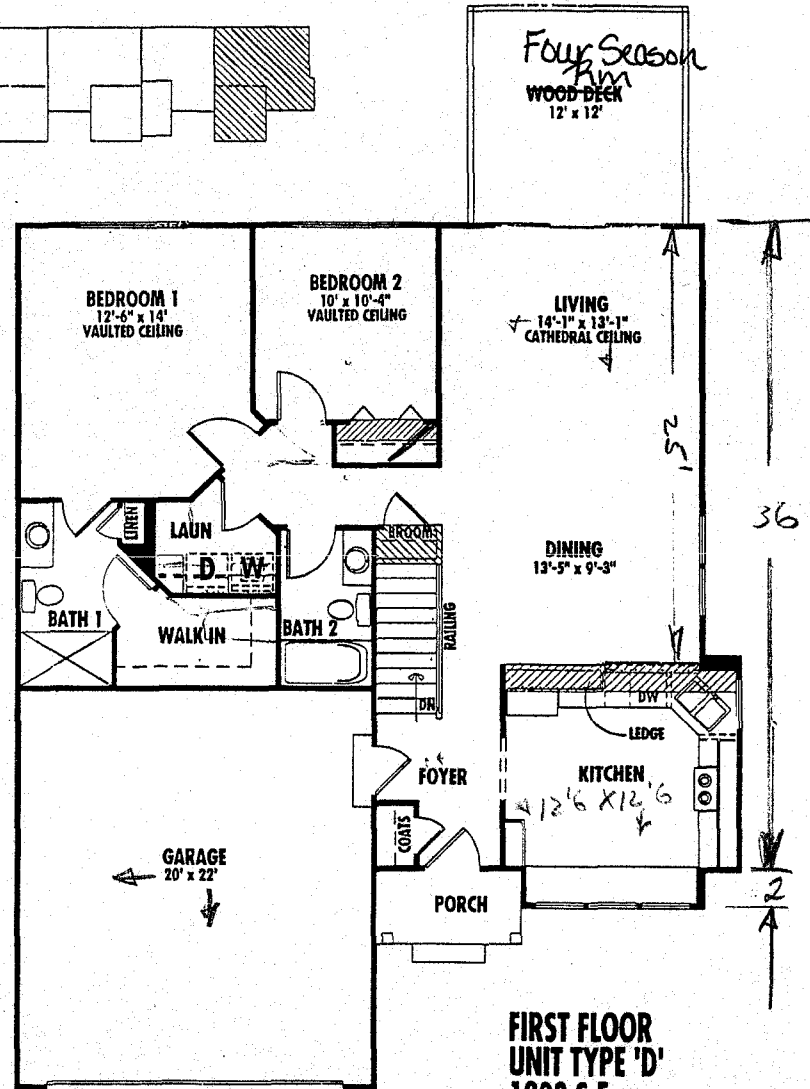 Four Season
Rm
WOOD DECK
12' x 12'
BEDROOM 1
12'-6" x 14'
VAULTED CEILING
BEDROOM 2
10' x 10'-4"
VAULTED CEILING
LIVING
14'-1" x 13'-1"
CATHEDRAL CEILING
25'
36
LINEN
LAUN
BROOM
D W
DINING
13'-5" x 9'-3"
BATH 1
WALK IN
BATH 2
RAILING
DN
DW
LEDGE
FOYER
KITCHEN
12'6 X12'6
COATS
GARAGE
20' x 22'
PORCH
2
FIRST FLOOR
UNIT TYPE 'D'